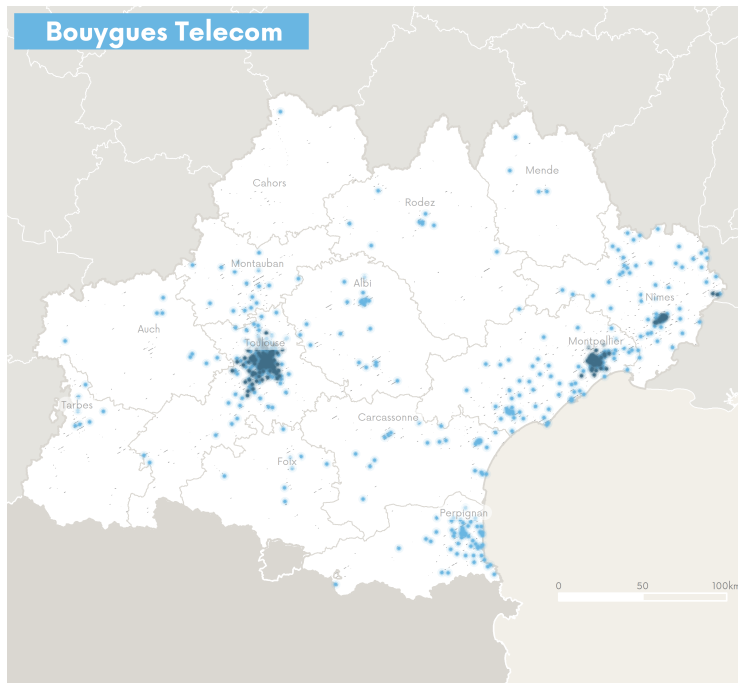 Bouygues Telecom
Cahors
Mende
Rodez
Montauban
Albi
Nîmes
Auch
Toulouse
Montpellier
Tarbes
Carcassonne
Foix
Perpignan
0 50 100km